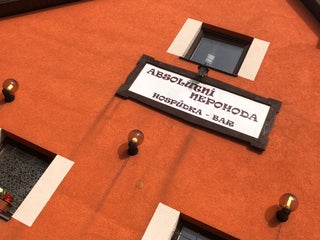 ABSOLUTNÍ
NEPOHODA
HOSPŮDKA - BAR